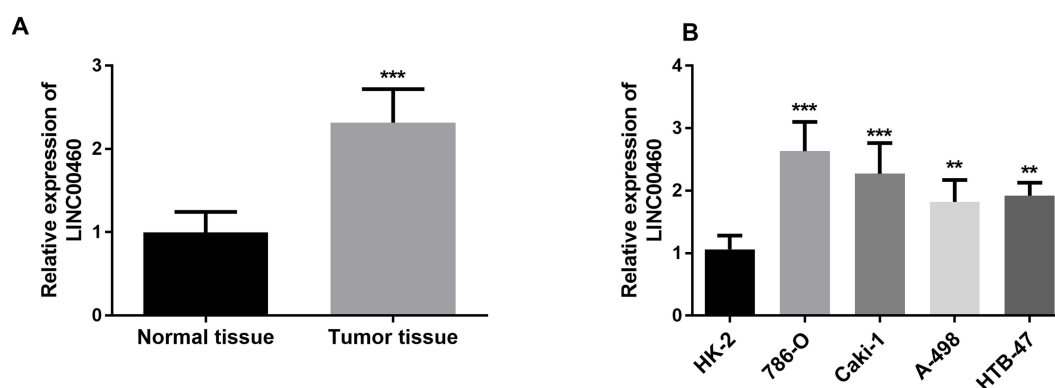 A
Relative expression of
LINC00460
3
2
1
0
***
Normal tissue
Tumor tissue
B
Relative expression of
LINC00460
4
3
2
1
0
***
***
**
**
HK-2
786-O
Caki-1
A-498
HTB-47